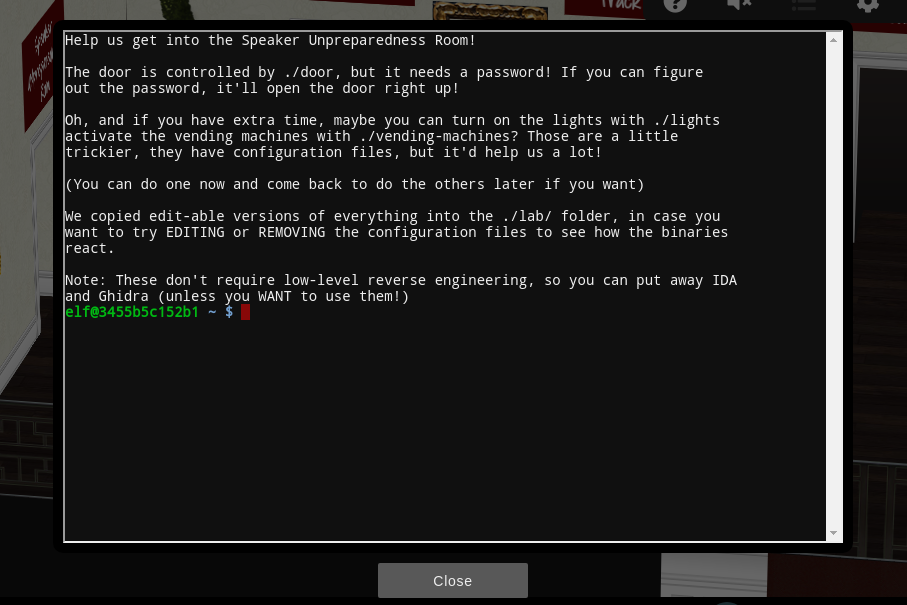 Track
Speaker
Help us get into the Speaker Unpreparedness Room!
The door is controlled by ./door, but it needs a password! If you can figure
out the password, it'll open the door right up!
Oh, and if you have extra time, maybe you can turn on the lights with ./lights
activate the vending machines with ./vending-machines? Those are a little
trickier, they have configuration files, but it'd help us a lot!
(You can do one now and come back to do the others later if you want)
We copied edit-able versions of everything into the ./lab/ folder, in case you
want to try EDITING or REMOVING the configuration files to see how the binaries
react.
Note: These don't require low-level reverse engineering, so you can put away IDA
and Ghidra (unless you WANT to use them!)
elf@3455b5c152b1 ~ $
Close